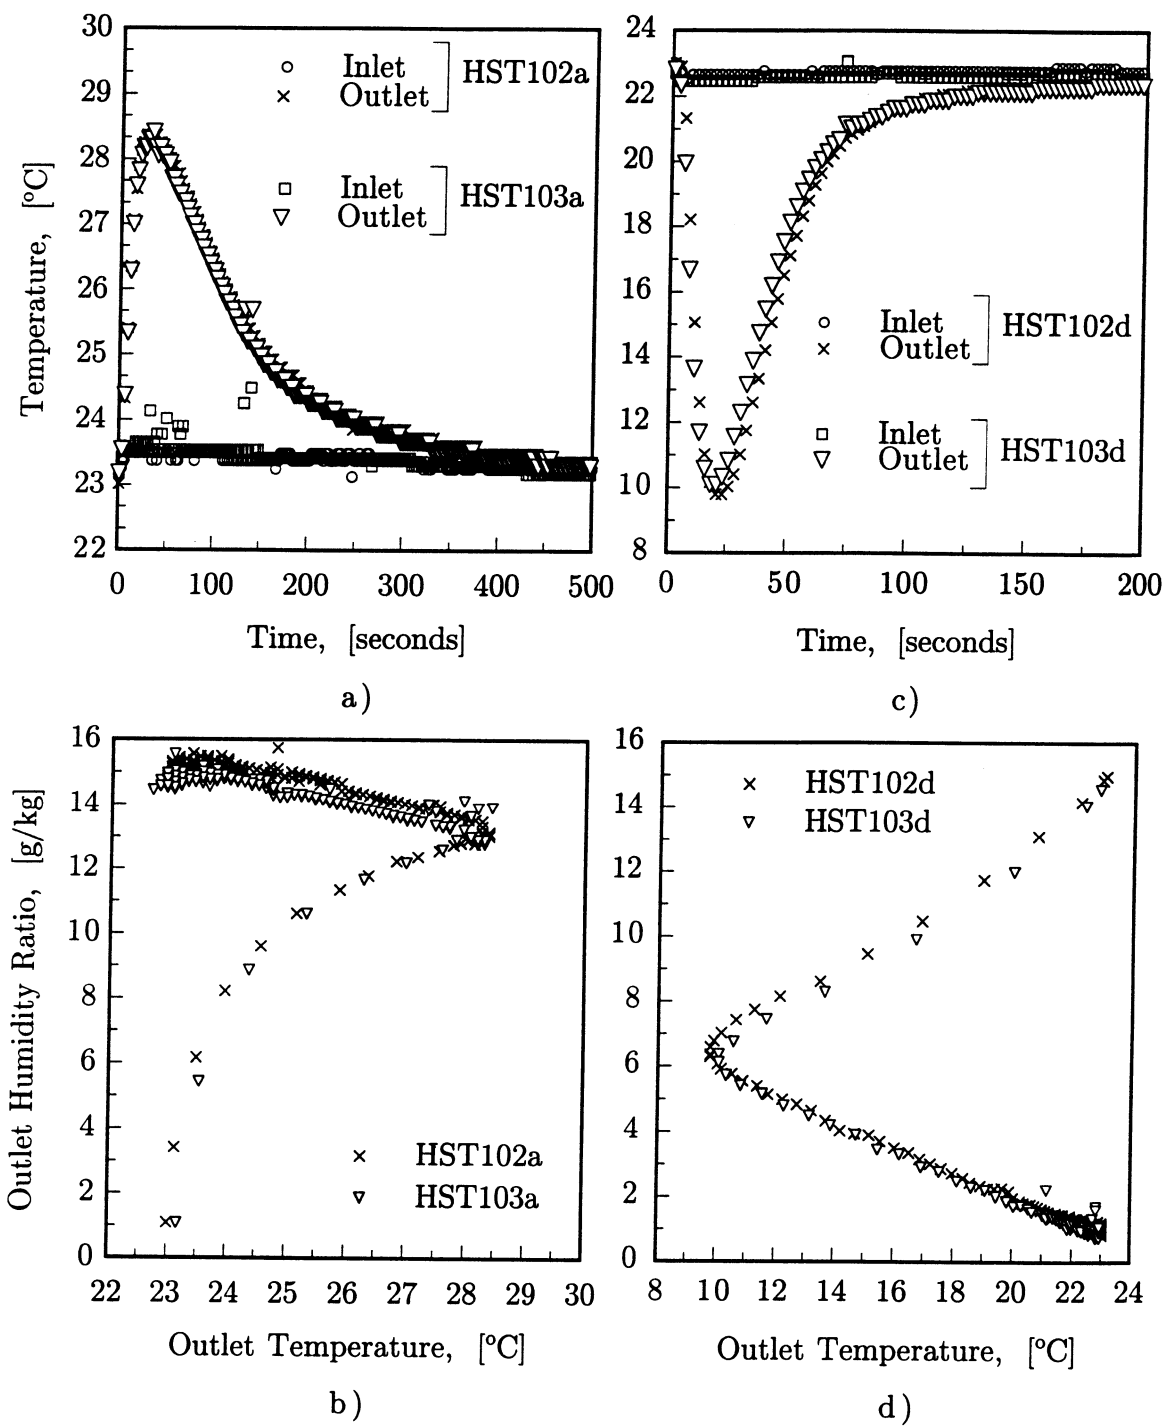 30
29
28
27
26
25
24
23
22
Temperature, [°C]
Inlet
Outlet
HST102a
Inlet
Outlet
HST103a
0 100 200 300 400 500
Time, [seconds]
a)
24
22
20
18
16
14
12
10
8
Inlet
Outlet
HST102d
Inlet
Outlet
HST103d
0 50 100 150 200
Time, [seconds]
c)
16
14
12
10
8
6
4
2
0
Outlet Humidity Ratio, [g/kg]
HST102a
HST103a
22 23 24 25 26 27 28 29 30
Outlet Temperature, [°C]
b)
16
14
12
10
8
6
4
2
0
HST102d
HST103d
8 10 12 14 16 18 20 22 24
Outlet Temperature, [°C]
d)